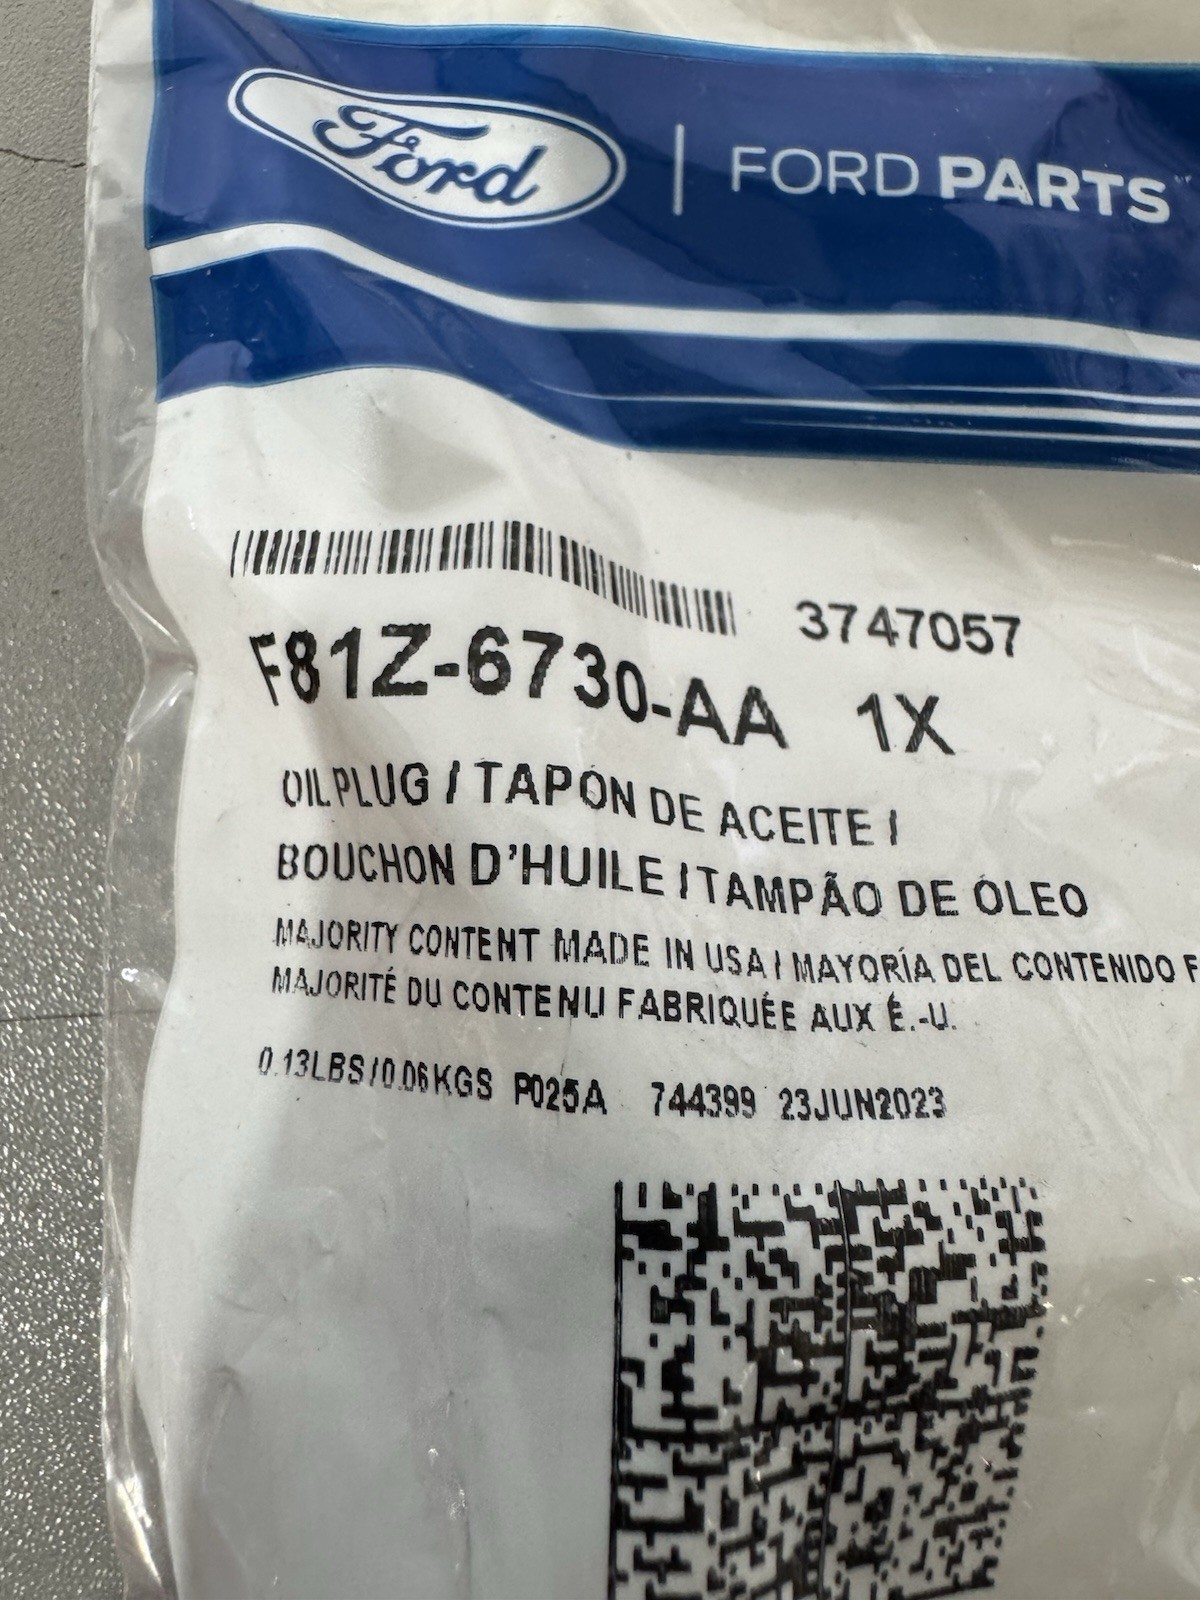 Ford | FORD PARTS
3747057
F81Z-6730-AA 1X
OIL PLUG / TAPON DE ACEITE /
BOUCHON D'HUILE / TAMPÃO DE ÓLEO
MAJORITY CONTENT MADE IN USA / MAYORÍA DEL CONTENIDO F
MAJORITÉ DU CONTENU FABRIQUÉE AUX É.-U.
0.13LBS/0.06KGS P025A 744399 23JUN2023